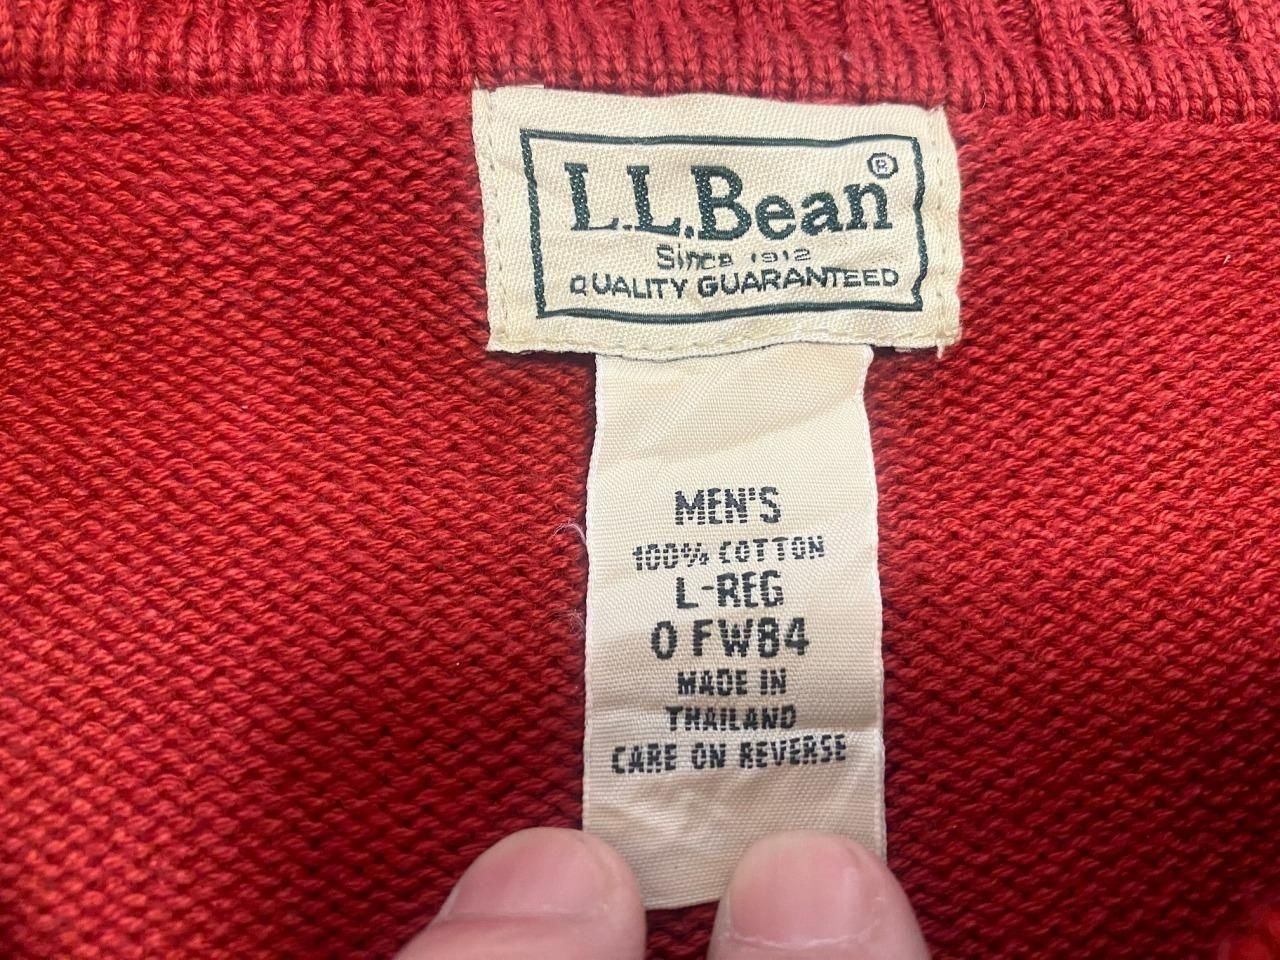 L.L.Bean®
Since 1912
QUALITY GUARANTEED
MEN'S
100% COTTON
L-REG
0 FW84
MADE IN
THAILAND
CARE ON REVERSE